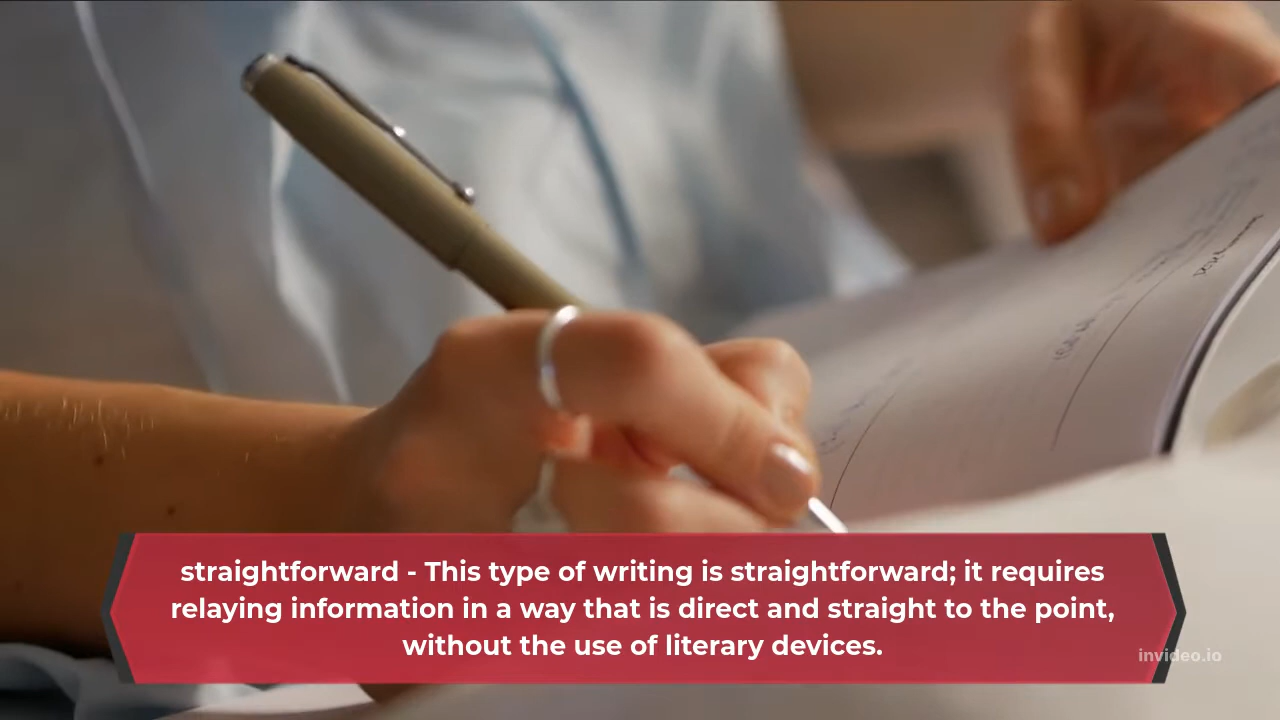 straightforward - This type of writing is straightforward; it requires
relaying information in a way that is direct and straight to the point,
without the use of literary devices.
invideo.io